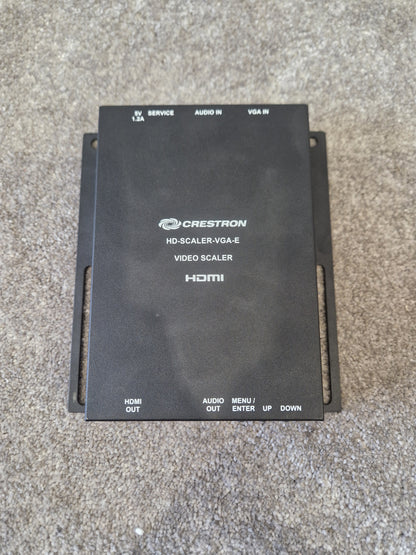 5V SERVICE AUDIO IN VGA IN
1.2A
CRESTRON
HD-SCALER-VGA-E
VIDEO SCALER
HDMI
HDMI AUDIO MENU /
OUT OUT ENTER UP DOWN